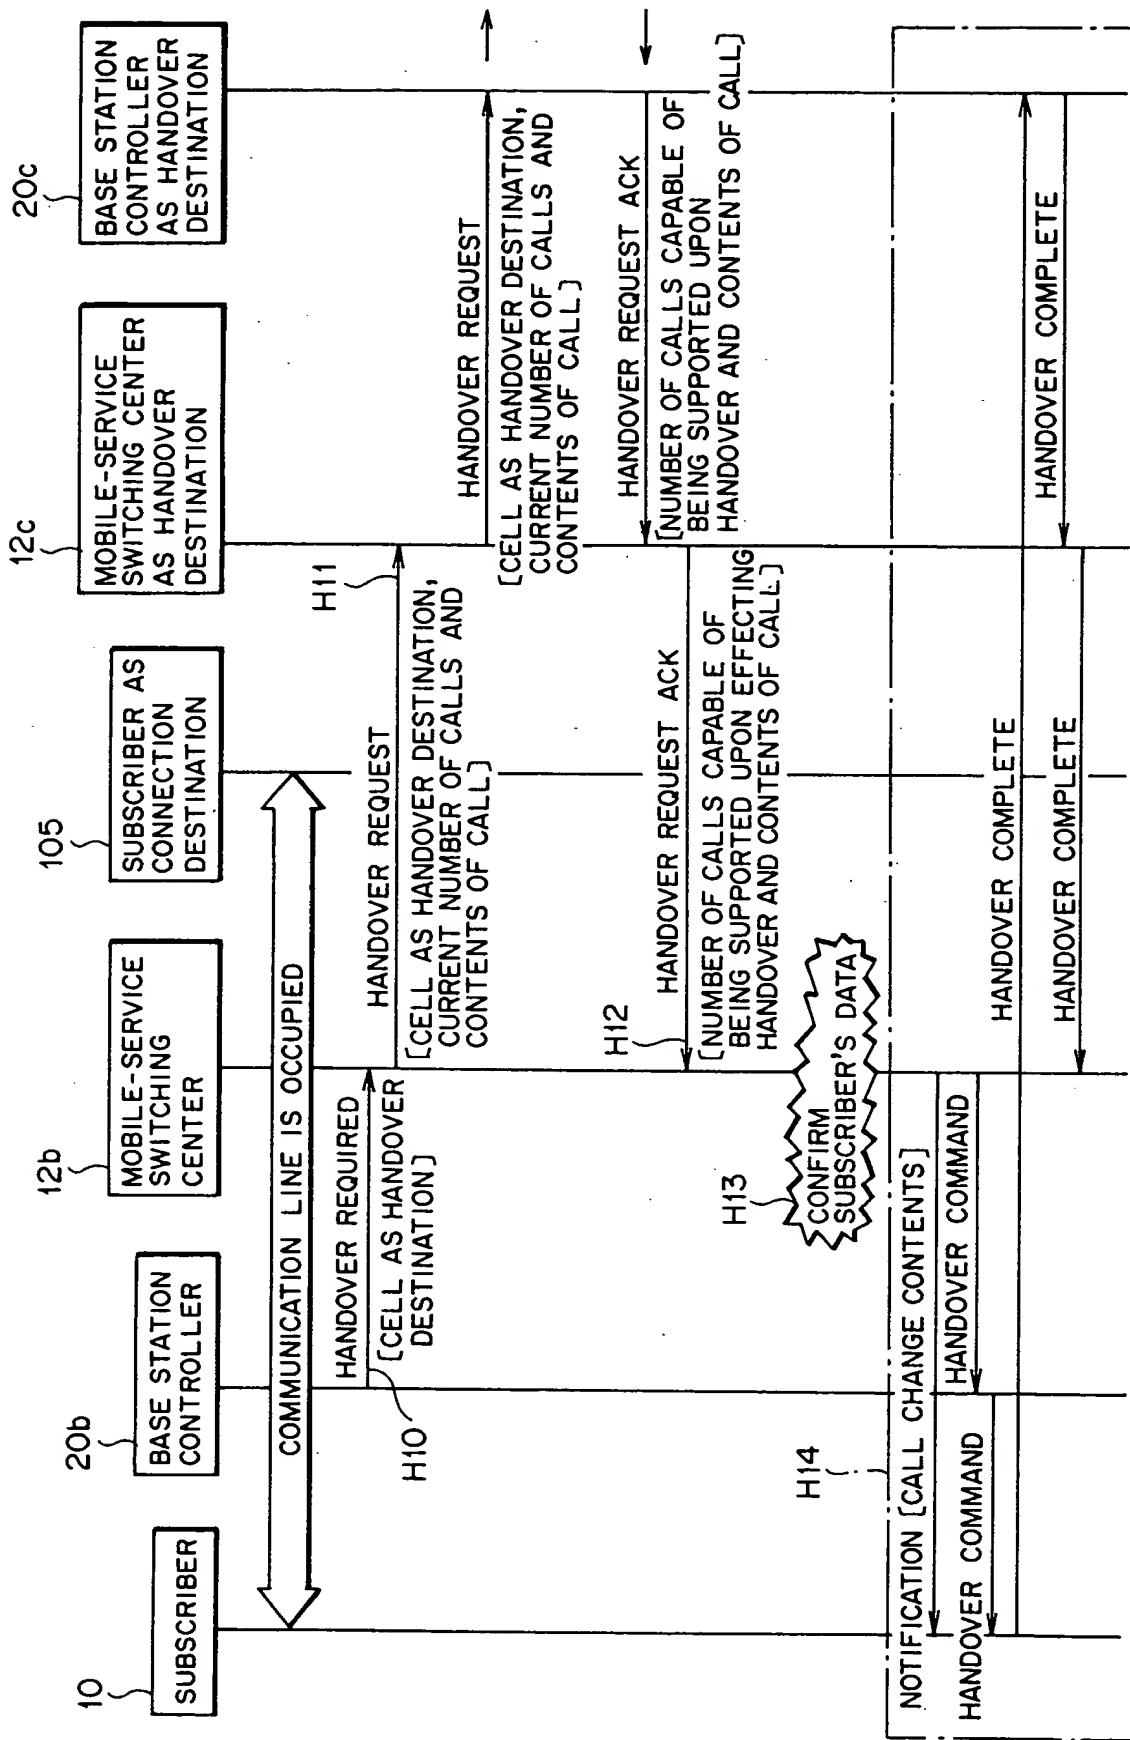 10
SUBSCRIBER
20b
BASE STATION
CONTROLLER
12b
MOBILE-SERVICE
SWITCHING
CENTER
105
SUBSCRIBER AS
CONNECTION
DESTINATION
12c
MOBILE-SERVICE
SWITCHING CENTER
AS HANDOVER
DESTINATION
20c
BASE STATION
CONTROLLER
AS HANDOVER
DESTINATION
COMMUNICATION LINE IS OCCUPIED
HANDOVER REQUIRED
[CELL AS HANDOVER
DESTINATION]
H10
HANDOVER REQUEST
H11
[CELL AS HANDOVER DESTINATION,
CURRENT NUMBER OF CALLS AND
CONTENTS OF CALL]
HANDOVER REQUEST
[CELL AS HANDOVER DESTINATION,
CURRENT NUMBER OF CALLS AND
CONTENTS OF CALL]
HANDOVER REQUEST ACK
[NUMBER OF CALLS CAPABLE OF
BEING SUPPORTED UPON
HANDOVER AND CONTENTS OF CALL]
H12
HANDOVER REQUEST ACK
[NUMBER OF CALLS CAPABLE OF
BEING SUPPORTED UPON EFFECTING
HANDOVER AND CONTENTS OF CALL]
H13
CONFIRM
SUBSCRIBER'S DATA
H14
NOTIFICATION [CALL CHANGE CONTENTS]
HANDOVER COMMAND
HANDOVER COMMAND
HANDOVER COMPLETE
HANDOVER COMPLETE
HANDOVER COMPLETE